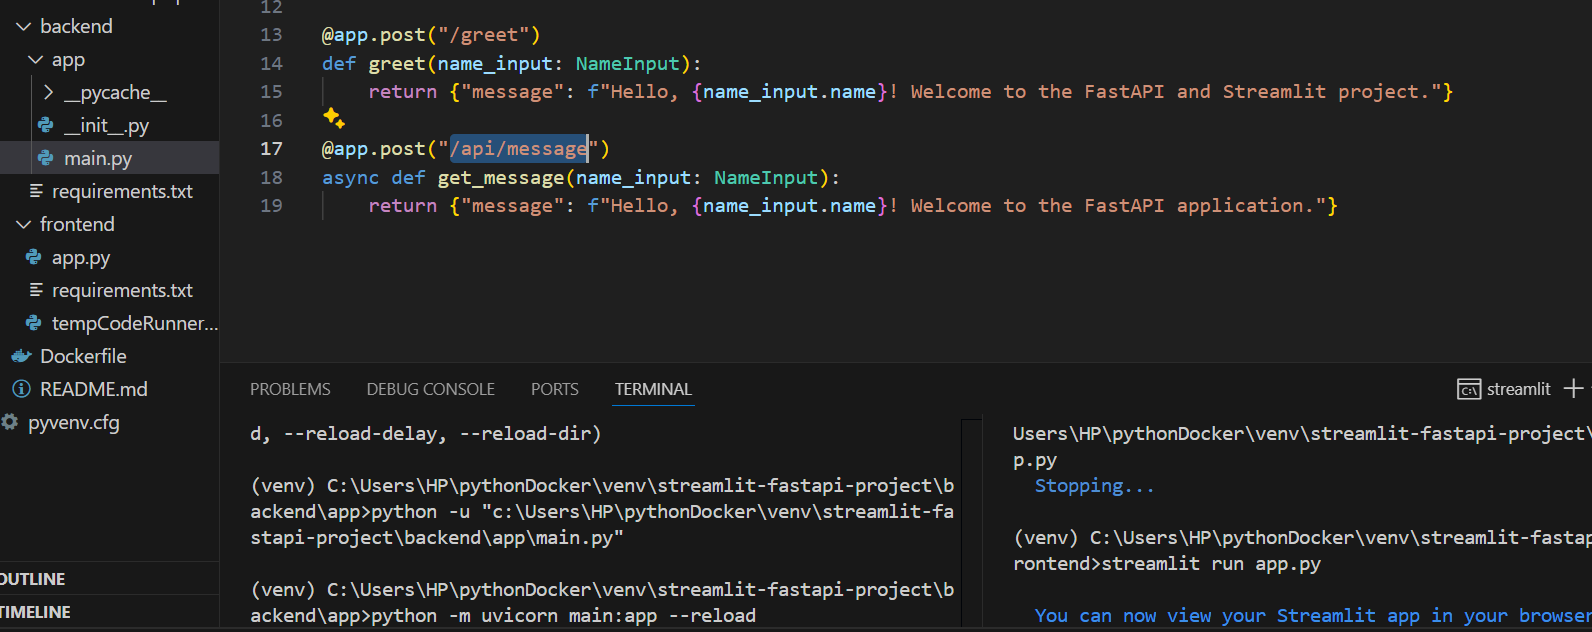 backend
app
__pycache__
__init__.py
main.py
requirements.txt
frontend
app.py
requirements.txt
tempCodeRunner...
Dockerfile
README.md
pyvenv.cfg
OUTLINE
TIMELINE
12
13 @app.post("/greet")
14 def greet(name_input: NameInput):
15 return {"message": f"Hello, {name_input.name}! Welcome to the FastAPI and Streamlit project."}
16
17 @app.post("/api/message")
18 async def get_message(name_input: NameInput):
19 return {"message": f"Hello, {name_input.name}! Welcome to the FastAPI application."}
PROBLEMS DEBUG CONSOLE PORTS TERMINAL
streamlit
d, --reload-delay, --reload-dir)
(venv) C:\Users\HP\pythonDocker\venv\streamlit-fastapi-project\b
ackend\app>python -u "c:\Users\HP\pythonDocker\venv\streamlit-fa
stapi-project\backend\app\main.py"
(venv) C:\Users\HP\pythonDocker\venv\streamlit-fastapi-project\b
ackend\app>python -m uvicorn main:app --reload
Users\HP\pythonDocker\venv\streamlit-fastapi-project\
p.py
Stopping...
(venv) C:\Users\HP\pythonDocker\venv\streamlit-fastap
rontend>streamlit run app.py
You can now view your Streamlit app in your browser